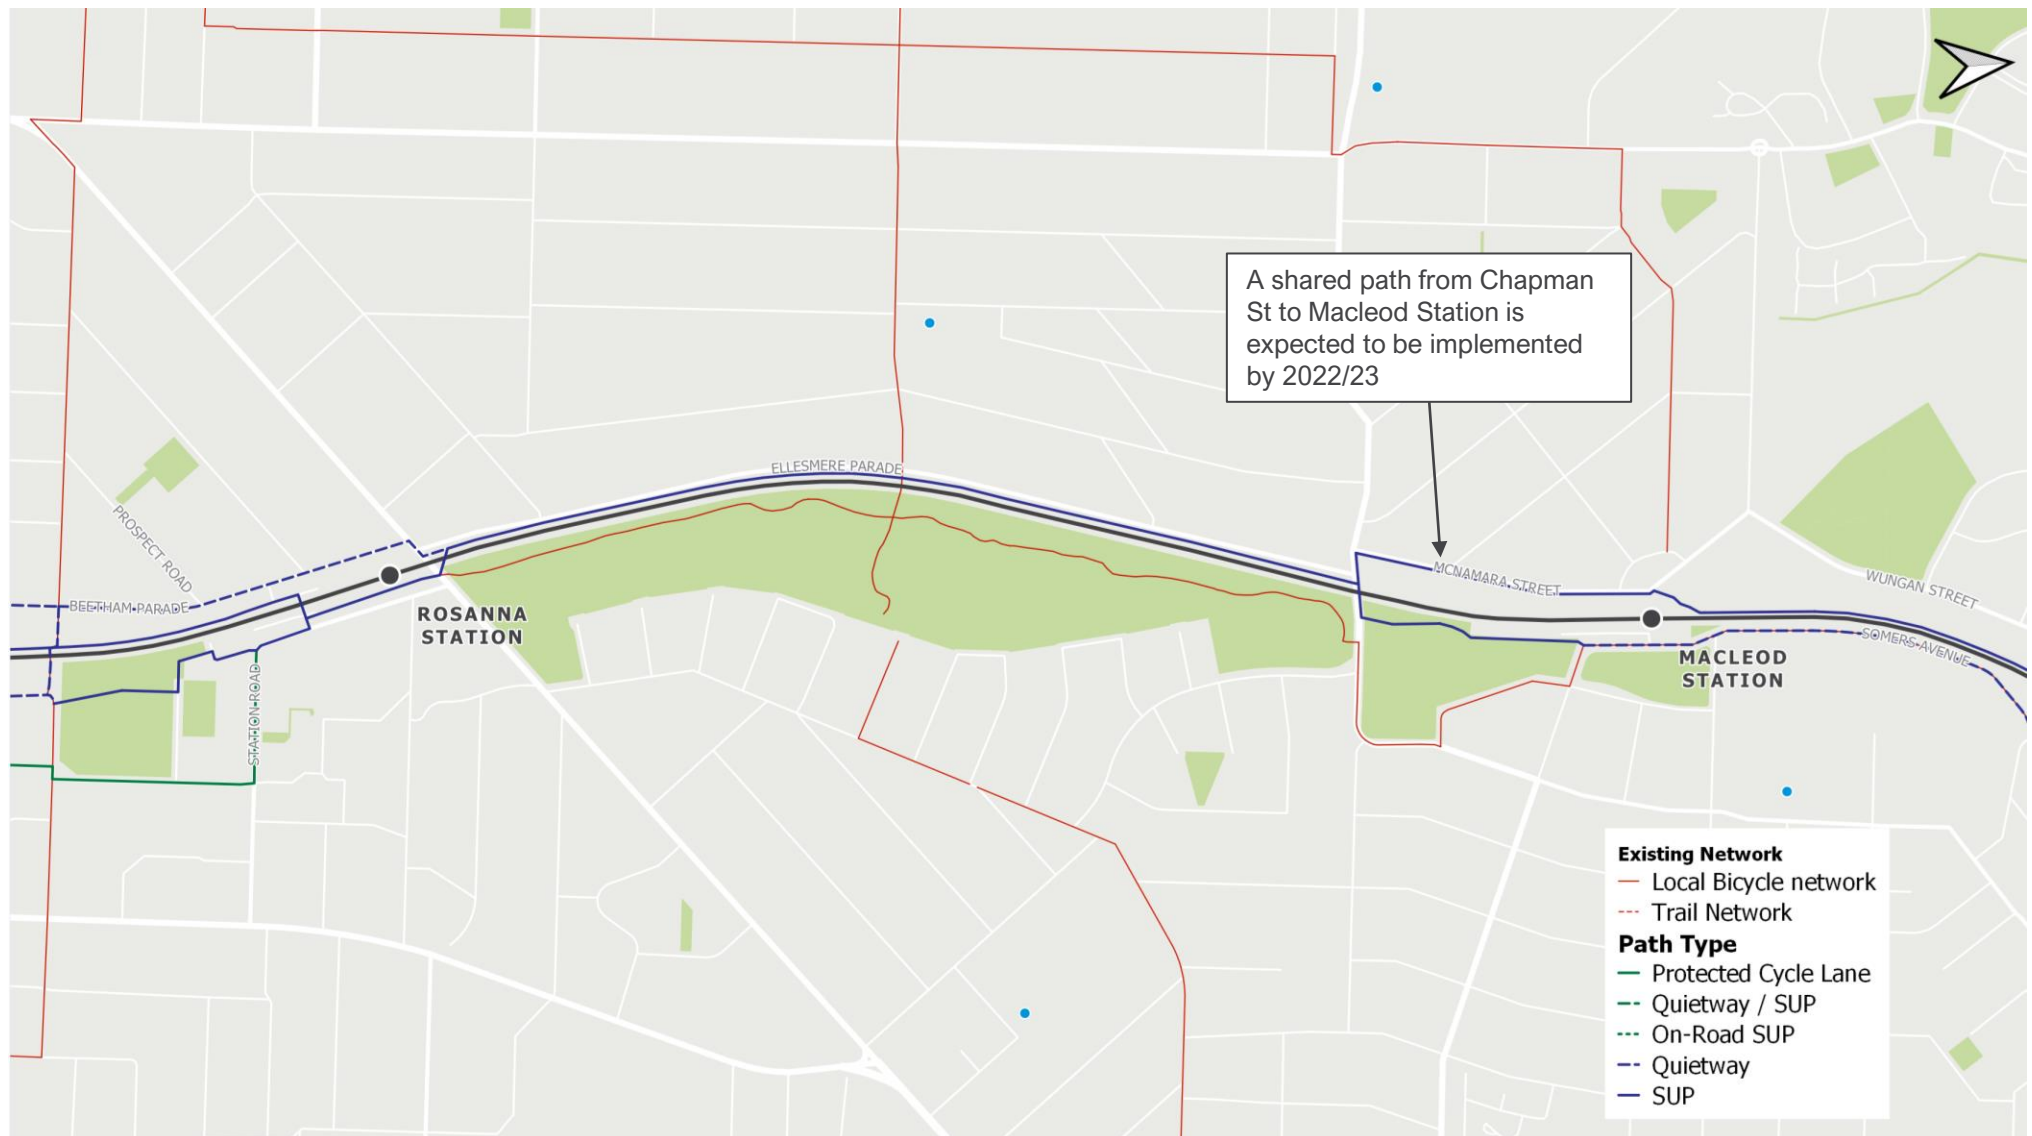 A shared path from Chapman
St to Macleod Station is
expected to be implemented
by 2022/23
ELLESMERE PARADE
PROSPECT ROAD
BEETHAM PARADE
ROSANNA
STATION
STATION ROAD
MCNAMARA STREET
WUNGAN STREET
SOMERS AVENUE
MACLEOD
STATION
Existing Network
Local Bicycle network
Trail Network
Path Type
Protected Cycle Lane
Quietway / SUP
On-Road SUP
Quietway
SUP